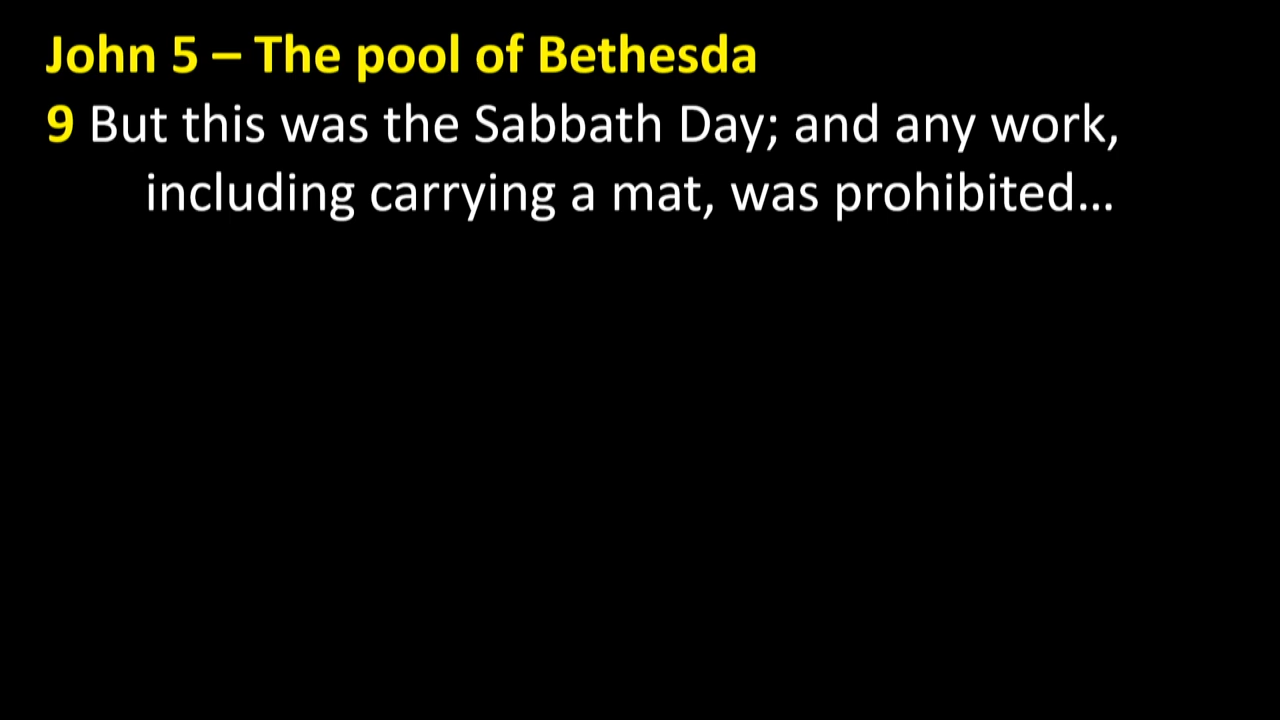 John 5 – The pool of Bethesda
9 But this was the Sabbath Day; and any work,
including carrying a mat, was prohibited…